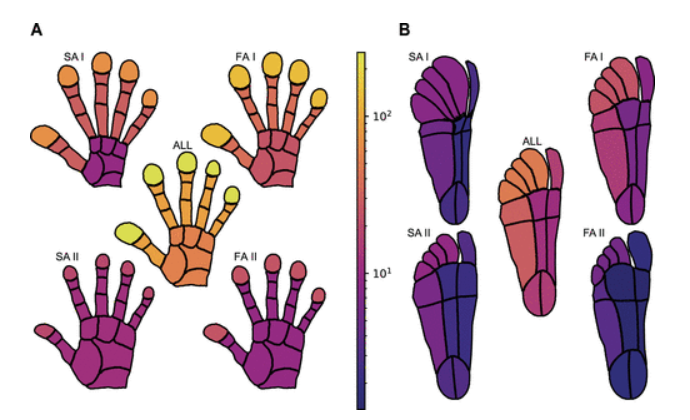 A
B
SA I
FA I
SA I
FA I
10²
ALL
ALL
SA II
FA II
SA II
FA II
10¹